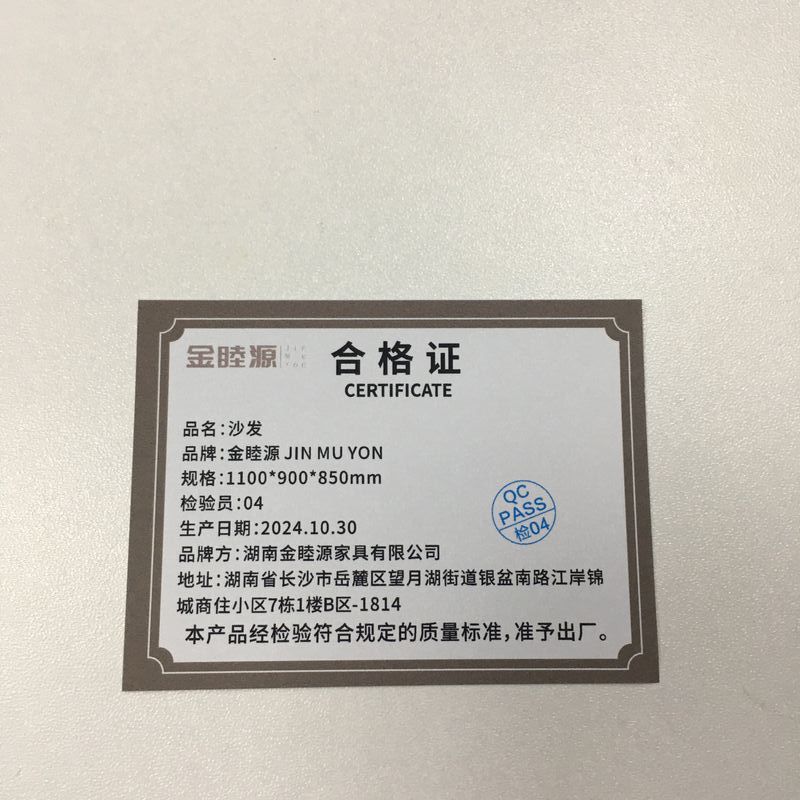 金睦源
合格证
CERTIFICATE
品名:沙发
品牌:金睦源 JIN MU YON
规格:1100*900*850mm
检验员:04
生产日期:2024.10.30
品牌方:湖南金睦源家具有限公司
地址:湖南省长沙市岳麓区望月湖街道银盆南路江岸锦
城商住小区7栋1楼B区-1814
本产品经检验符合规定的质量标准,准予出厂。
QC
PASS
检04